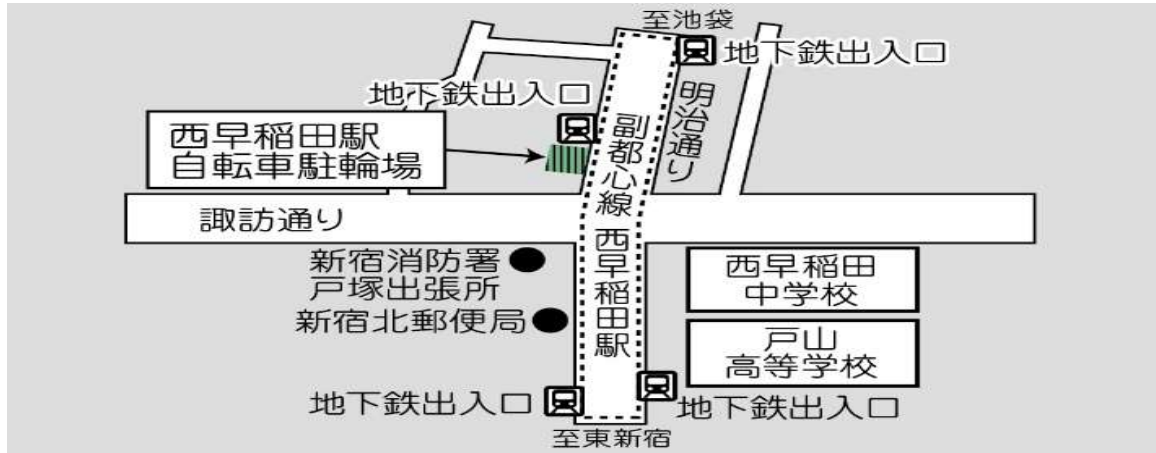 至池袋
地下鉄出入口
地下鉄出入口
明治通り
西早稲田駅
自転車駐輪場
副都心線 西早稲田駅
諏訪通り
新宿消防署
戸塚出張所
西早稲田
中学校
新宿北郵便局
戸山
高等学校
地下鉄出入口
地下鉄出入口
至東新宿